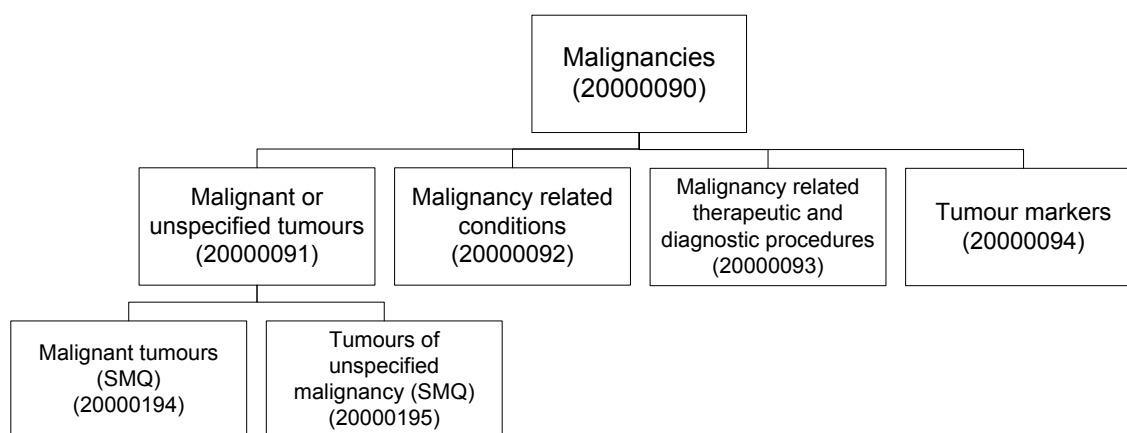 Malignancies
(20000090)
Malignant or
unspecified tumours
(20000091)
Malignancy related
conditions
(20000092)
Malignancy related
therapeutic and
diagnostic procedures
(20000093)
Tumour markers
(20000094)
Malignant tumours
(SMQ)
(20000194)
Tumours of
unspecified
malignancy (SMQ)
(20000195)